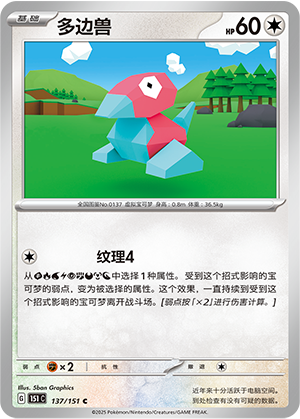 基础 多边兽 HP60
全国图鉴No.0137 虚拟宝可梦 身高：0.8m 体重：36.5kg
纹理4
中选择1种属性。受到这个招式影响的宝
可梦的弱点，变为被选择的属性。这个效果，一直持续到受到这
个招式影响的宝可梦离开战斗场。[弱点按「×2」进行伤害计算。]
弱点 ×2 抗性 撤退
Illus. 5ban Graphics
G 151 C 137/151 C
近年来十分活跃于电脑空间。
到处检查有没有可疑的数据。
©2025 Pokémon/Nintendo/Creatures/GAME FREAK.